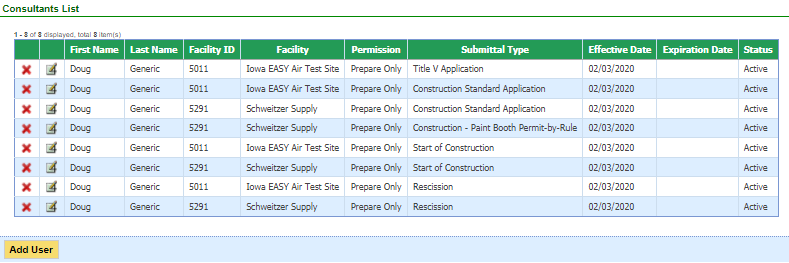 Consultants List
1 - 8 of 8 displayed, total 8 item(s)
First Name Last Name Facility ID Facility Permission Submittal Type Effective Date Expiration Date Status
Doug Generic 5011 Iowa EASY Air Test Site Prepare Only Title V Application 02/03/2020 Active
Doug Generic 5011 Iowa EASY Air Test Site Prepare Only Construction Standard Application 02/03/2020 Active
Doug Generic 5291 Schweitzer Supply Prepare Only Construction Standard Application 02/03/2020 Active
Doug Generic 5291 Schweitzer Supply Prepare Only Construction - Paint Booth Permit-by-Rule 02/03/2020 Active
Doug Generic 5011 Iowa EASY Air Test Site Prepare Only Start of Construction 02/03/2020 Active
Doug Generic 5291 Schweitzer Supply Prepare Only Start of Construction 02/03/2020 Active
Doug Generic 5011 Iowa EASY Air Test Site Prepare Only Rescission 02/03/2020 Active
Doug Generic 5291 Schweitzer Supply Prepare Only Rescission 02/03/2020 Active
Add User